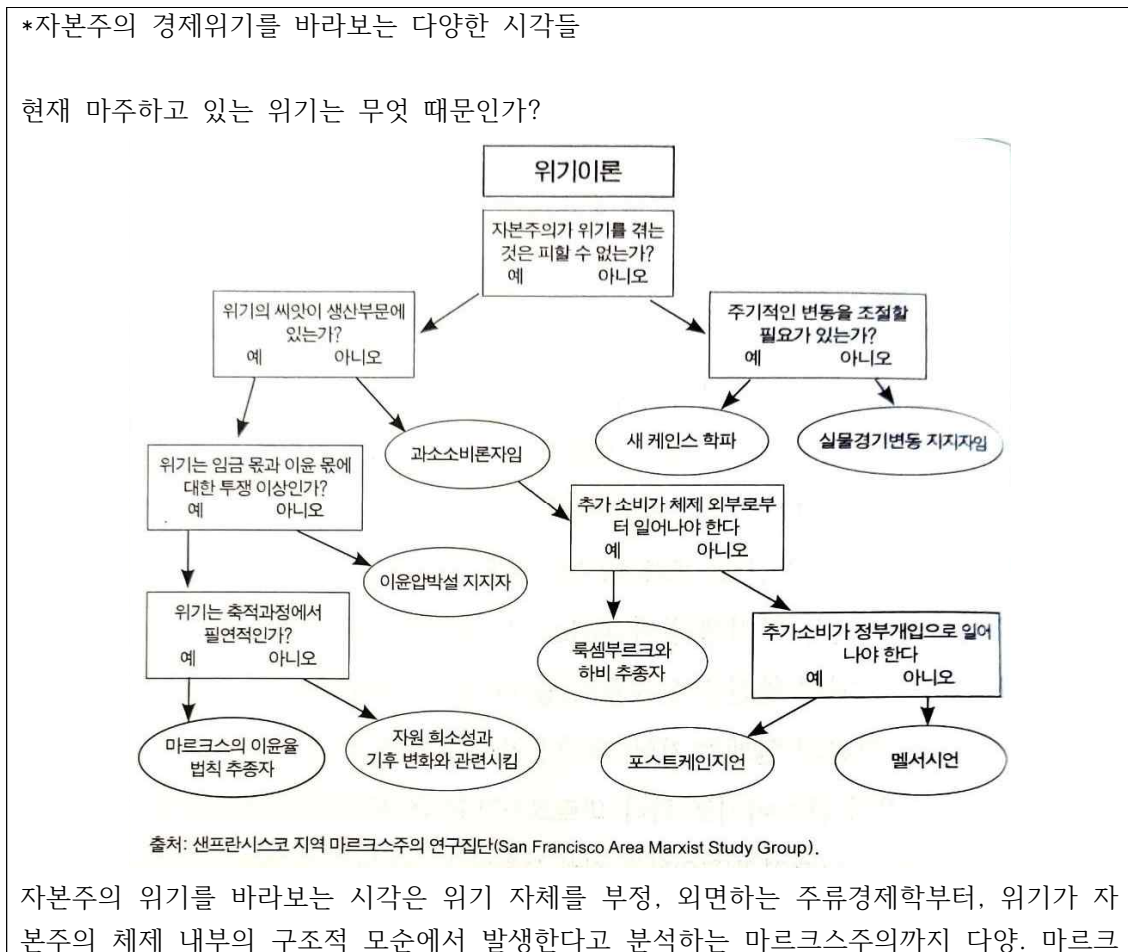 *자본주의 경제위기를 바라보는 다양한 시각들
현재 마주하고 있는 위기는 무엇 때문인가?
위기이론
자본주의가 위기를 겪는
것은 피할 수 없는가?
예 아니오
위기의 씨앗이 생산부문에
있는가?
예 아니오
주기적인 변동을 조절할
필요가 있는가?
예 아니오
과소소비론자임
새 케인스 학파
실물경기변동 지지자임
위기는 임금 몫과 이윤 몫에
대한 투쟁 이상인가?
예 아니오
추가 소비가 체제 외부로부
터 일어나야 한다
예 아니오
이윤압박설 지지자
위기는 축적과정에서
필연적인가?
예 아니오
룩셈부르크와
하비 추종자
추가소비가 정부개입으로 일어
나야 한다
예 아니오
마르크스의 이윤율
법칙 추종자
자원 희소성과
기후 변화와 관련시킴
포스트케인지언
멜서시언
출처: 샌프란시스코 지역 마르크스주의 연구집단(San Francisco Area Marxist Study Group).
자본주의 위기를 바라보는 시각은 위기 자체를 부정, 외면하는 주류경제학부터, 위기가 자
본주의 체제 내부의 구조적 모순에서 발생한다고 분석하는 마르크스주의까지 다양. 마르크